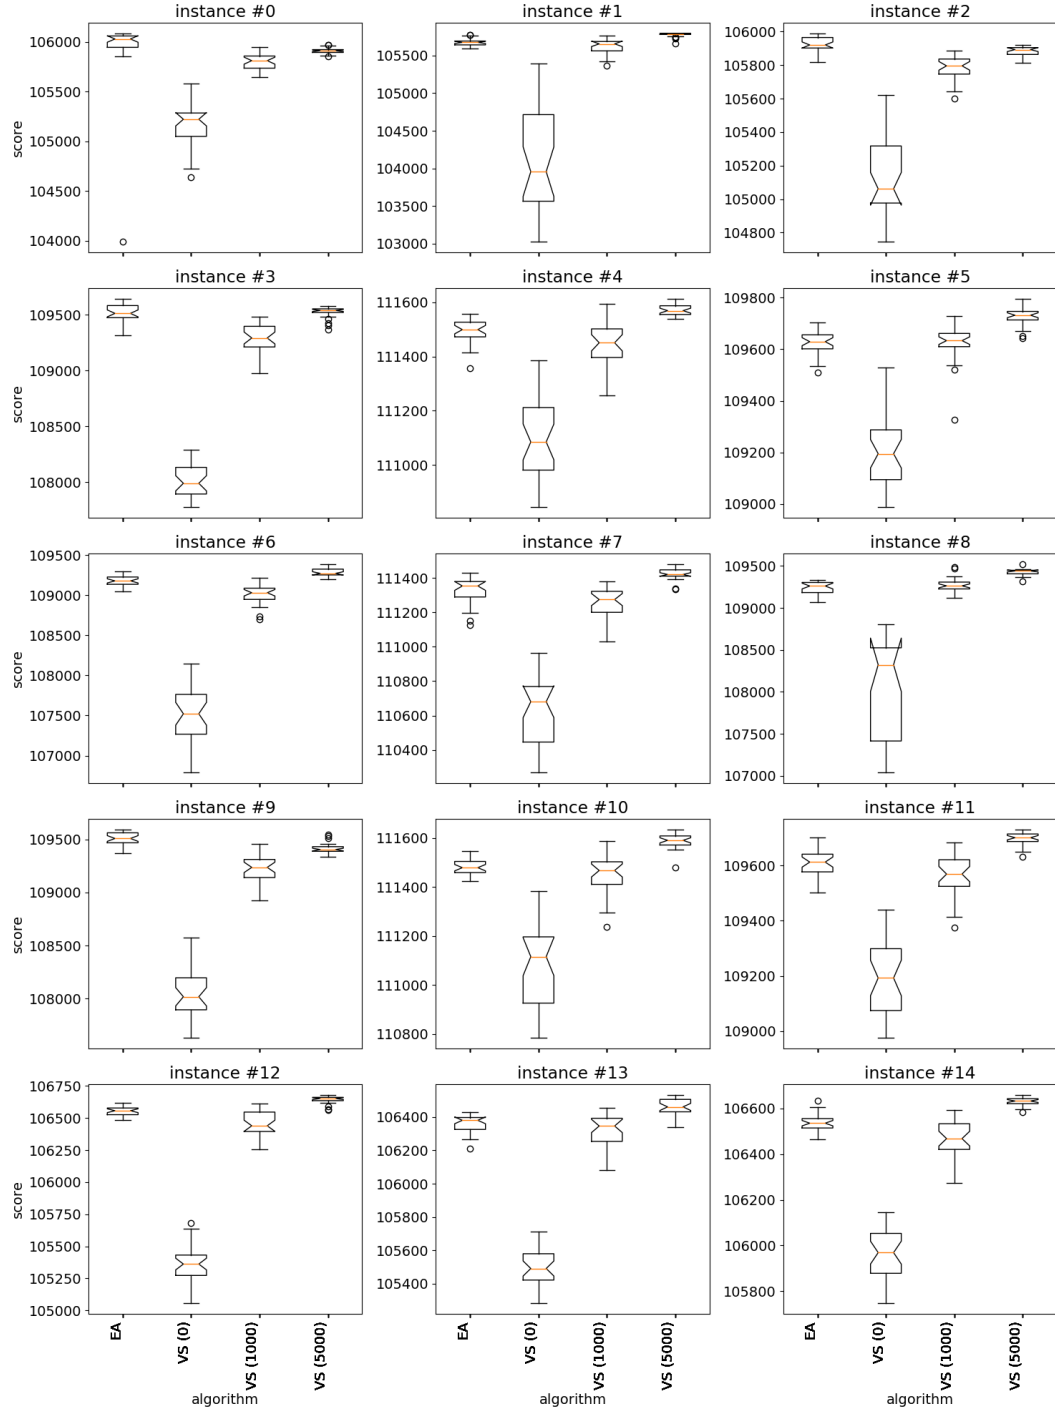 instance #0
106000
105500
105000
104500
104000
score
instance #1
105500
105000
104500
104000
103500
103000
instance #2
106000
105800
105600
105400
105200
105000
104800
instance #3
109500
109000
108500
108000
score
instance #4
111600
111400
111200
111000
instance #5
109800
109600
109400
109200
109000
instance #6
109500
109000
108500
108000
107500
107000
score
instance #7
111400
111200
111000
110800
110600
110400
instance #8
109500
109000
108500
108000
107500
107000
instance #9
109500
109000
108500
108000
score
instance #10
111600
111400
111200
111000
110800
instance #11
109600
109400
109200
109000
instance #12
106750
106500
106250
106000
105750
105500
105250
105000
score
EA
VS (0)
VS (1000)
VS (5000)
algorithm
instance #13
106400
106200
106000
105800
105600
105400
EA
VS (0)
VS (1000)
VS (5000)
algorithm
instance #14
106600
106400
106200
106000
105800
EA
VS (0)
VS (1000)
VS (5000)
algorithm